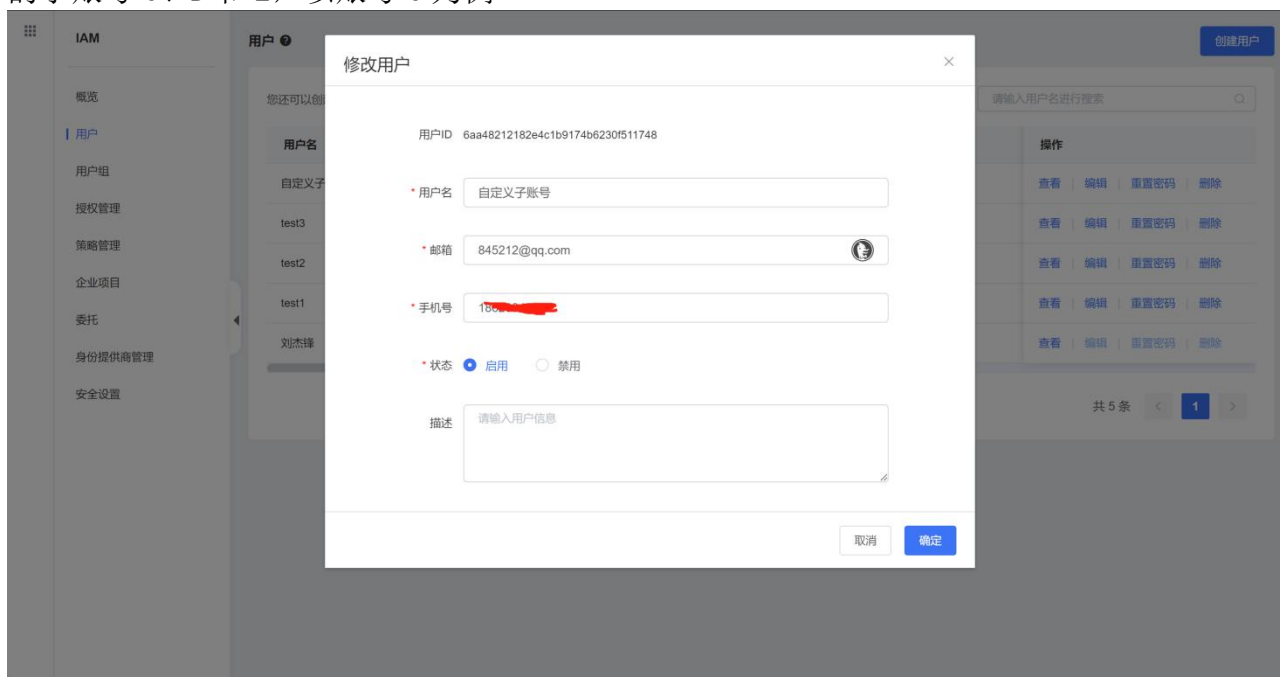 IAM
用户
创建用户
概览
用户
用户组
授权管理
策略管理
企业项目
委托
身份提供商管理
安全设置
您还可以创
请输入用户名进行搜索
用户名
操作
自定义子
查看 编辑 重置密码 删除
test3
查看 编辑 重置密码 删除
test2
查看 编辑 重置密码 删除
test1
查看 编辑 重置密码 删除
刘杰锋
查看 编辑 重置密码 删除
共 5 条 < 1 >
修改用户
用户ID 6aa48212182e4c1b9174b6230f511748
* 用户名 自定义子账号
* 邮箱 845212@qq.com
* 手机号
* 状态 启用 禁用
描述 请输入用户信息
取消 确定